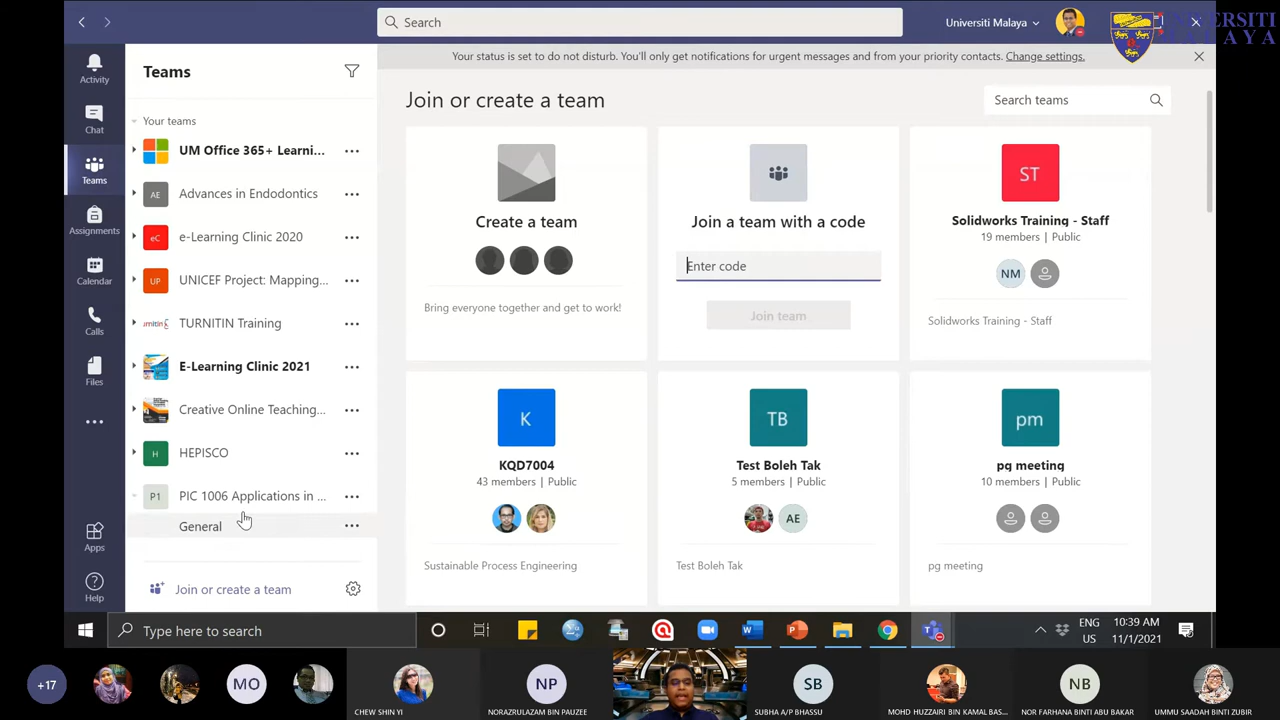 Search
Universiti Malaya
Your status is set to do not disturb. You'll only get notifications for urgent messages and from your priority contacts. Change settings.
Activity
Chat
Teams
Assignments
Calendar
Calls
Files
Apps
Help
Teams
Your teams
UM Office 365+ Learni...
AE Advances in Endodontics
eC e-Learning Clinic 2020
UP UNICEF Project: Mapping...
TURNITIN Training
E-Learning Clinic 2021
Creative Online Teaching...
H HEPISCO
P1 PIC 1006 Applications in ...
General
Join or create a team
Join or create a team
Search teams
Create a team
Bring everyone together and get to work!
Join a team with a code
Enter code
Join team
ST
Solidworks Training - Staff
19 members | Public
NM
Solidworks Training - Staff
K
KQD7004
43 members | Public
Sustainable Process Engineering
TB
Test Boleh Tak
5 members | Public
AE
Test Boleh Tak
pm
pg meeting
10 members | Public
pg meeting
Type here to search
ENG
US
10:39 AM
11/1/2021
+17
MO
CHEW SHIN YI
NP
NORAZRULAZAM BIN PAUZEE
SB
SUBHA A/P BHASSU
MOHD HUZZAIRI BIN KAMAL BAS...
NB
NOR FARHANA BINTI ABU BAKAR
UMMU SAADAH BINTI ZUBIR